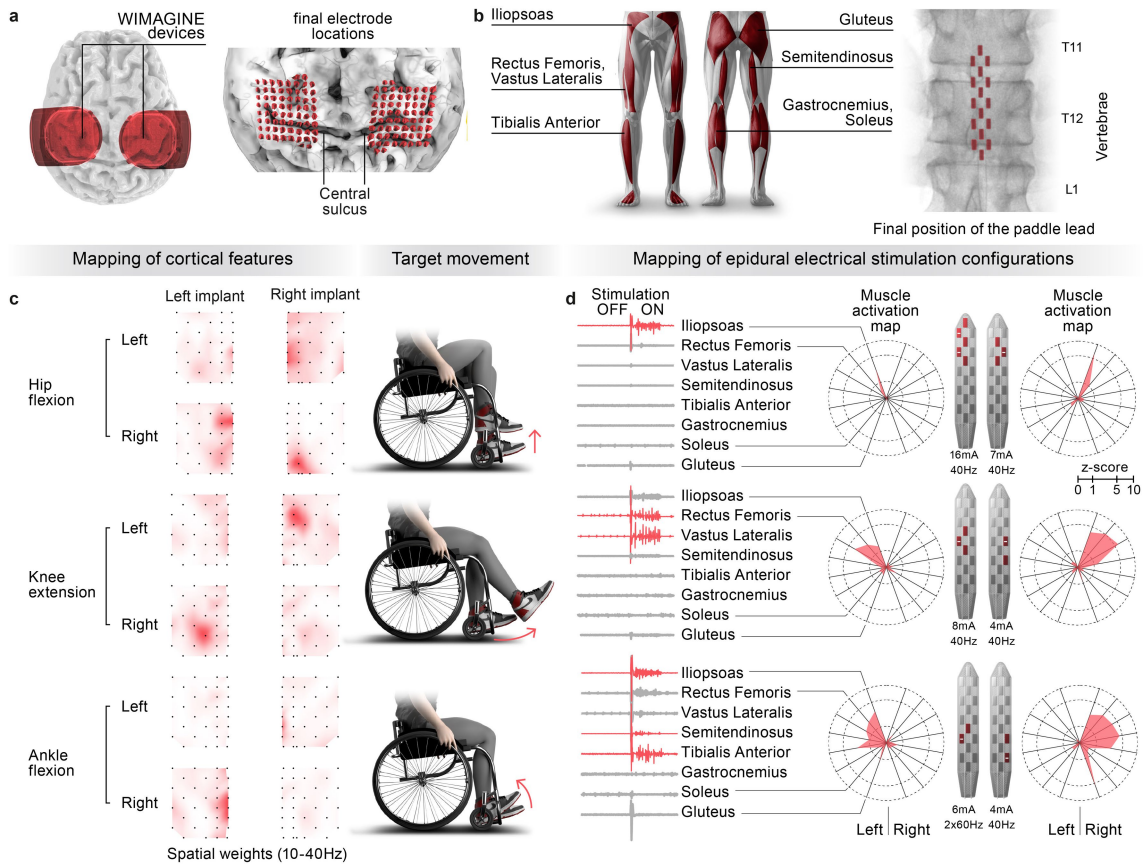 a
WIMAGINE
devices
final electrode
locations
Central
sulcus
b
Iliopsoas
Rectus Femoris,
Vastus Lateralis
Tibialis Anterior
Gluteus
Semitendinosus
Gastrocnemius,
Soleus
T11
T12
L1
Vertebrae
Final position of the paddle lead
Mapping of cortical features
Target movement
Mapping of epidural electrical stimulation configurations
c
Left implant
Right implant
Hip
flexion
Left
Right
Knee
extension
Left
Right
Ankle
flexion
Left
Right
Spatial weights (10-40Hz)
d
Stimulation
OFF ON
Muscle
activation
map
Muscle
activation
map
Iliopsoas
Rectus Femoris
Vastus Lateralis
Semitendinosus
Tibialis Anterior
Gastrocnemius
Soleus
Gluteus
16mA
40Hz
7mA
40Hz
z-score
0 1 5 10
Iliopsoas
Rectus Femoris
Vastus Lateralis
Semitendinosus
Tibialis Anterior
Gastrocnemius
Soleus
Gluteus
8mA
40Hz
4mA
40Hz
Iliopsoas
Rectus Femoris
Vastus Lateralis
Semitendinosus
Tibialis Anterior
Gastrocnemius
Soleus
Gluteus
6mA
2x60Hz
4mA
40Hz
Left Right
Left Right